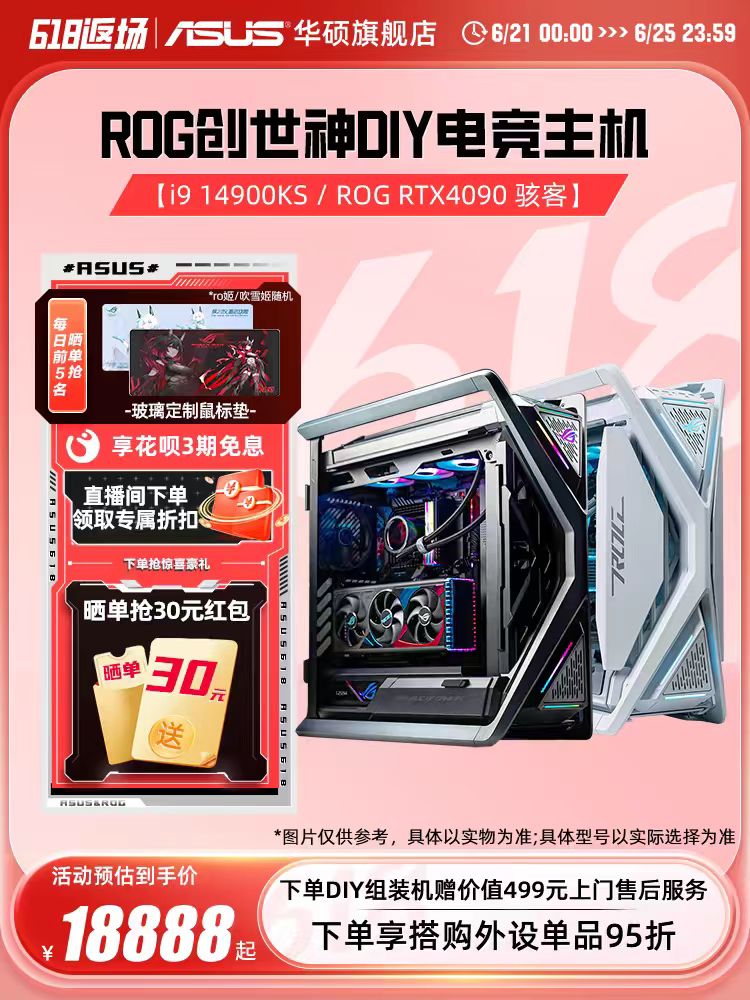 618返场 ASUS 华硕旗舰店 6/21 00:00>>> 6/25 23:59
ROG创世神DIY电竞主机
【i9 14900KS / ROG RTX4090 骇客】
#ASUS#
*ro姬/吹雪姬随机
每日前5名
晒单抢
-玻璃定制鼠标垫-
享花呗3期免息
直播间下单
领取专属折扣
下单抢惊喜豪礼
晒单抢30元红包
晒单
30元
送
ASUS618
ASUS618
ASUS618
ASUS&ROG
ROG
*图片仅供参考，具体以实物为准;具体型号以实际选择为准
活动预估到手价
¥18888起
下单DIY组装机赠价值499元上门售后服务
下单享搭购外设单品95折